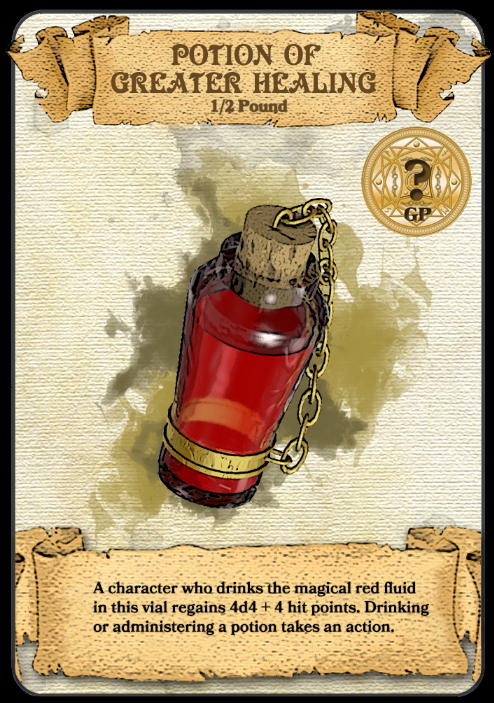 POTION OF
GREATER HEALING
1/2 Pound
?
GP
A character who drinks the magical red fluid
in this vial regains 4d4 + 4 hit points. Drinking
or administering a potion takes an action.